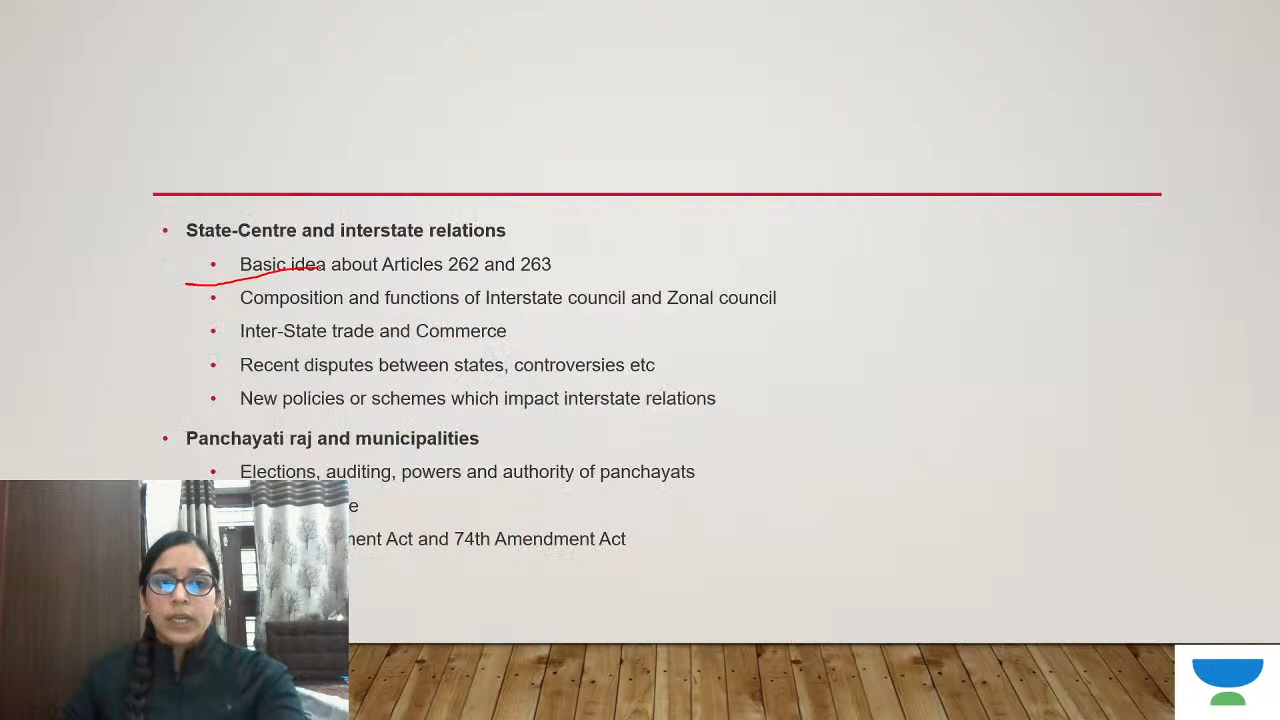 State-Centre and interstate relations
Basic idea about Articles 262 and 263
Composition and functions of Interstate council and Zonal council
Inter-State trade and Commerce
Recent disputes between states, controversies etc
New policies or schemes which impact interstate relations
Panchayati raj and municipalities
Elections, auditing, powers and authority of panchayats
Act and 74th Amendment Act